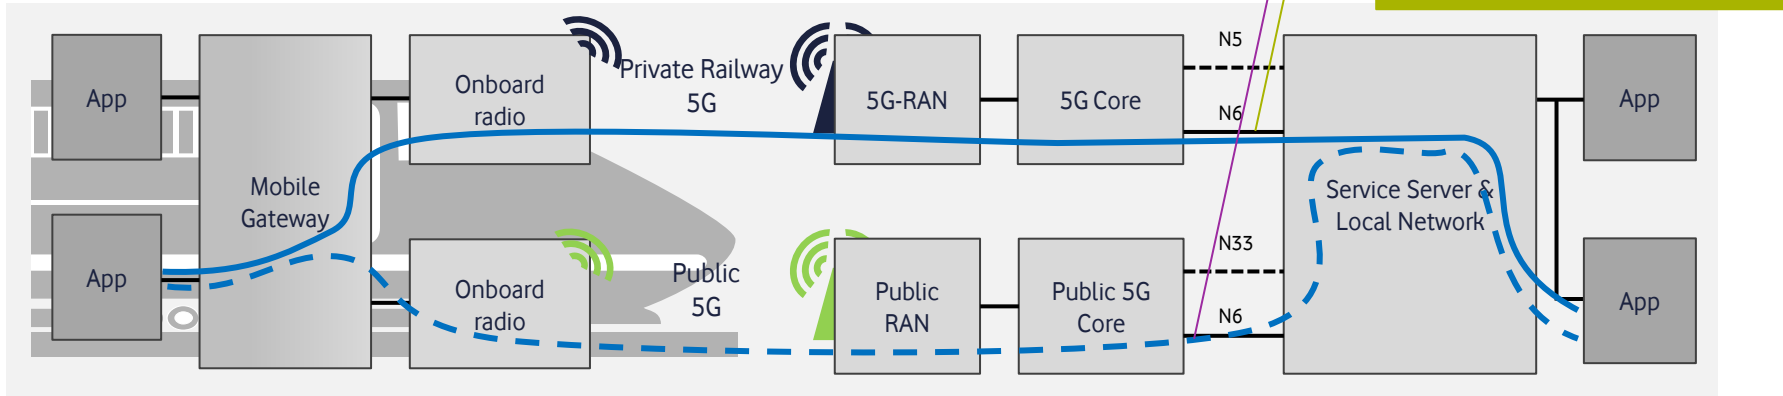 App
Mobile
Gateway
App
Onboard
radio
Private Railway
5G
5G-RAN
5G Core
N5
N6
Service Server &
Local Network
App
Onboard
radio
Public
5G
Public
RAN
Public 5G
Core
N33
N6
App